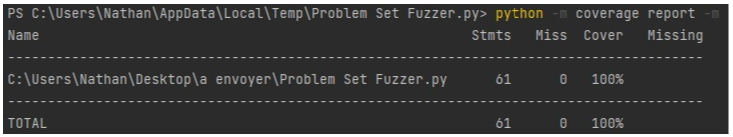 PS C:\Users\Nathan\AppData\Local\Temp\Problem Set Fuzzer.py> python -m coverage report -m
Name Stmts Miss Cover Missing
---------------------------------------------------------------------------------------
C:\Users\Nathan\Desktop\a envoyer\Problem Set Fuzzer.py 61 0 100%
---------------------------------------------------------------------------------------
TOTAL 61 0 100%